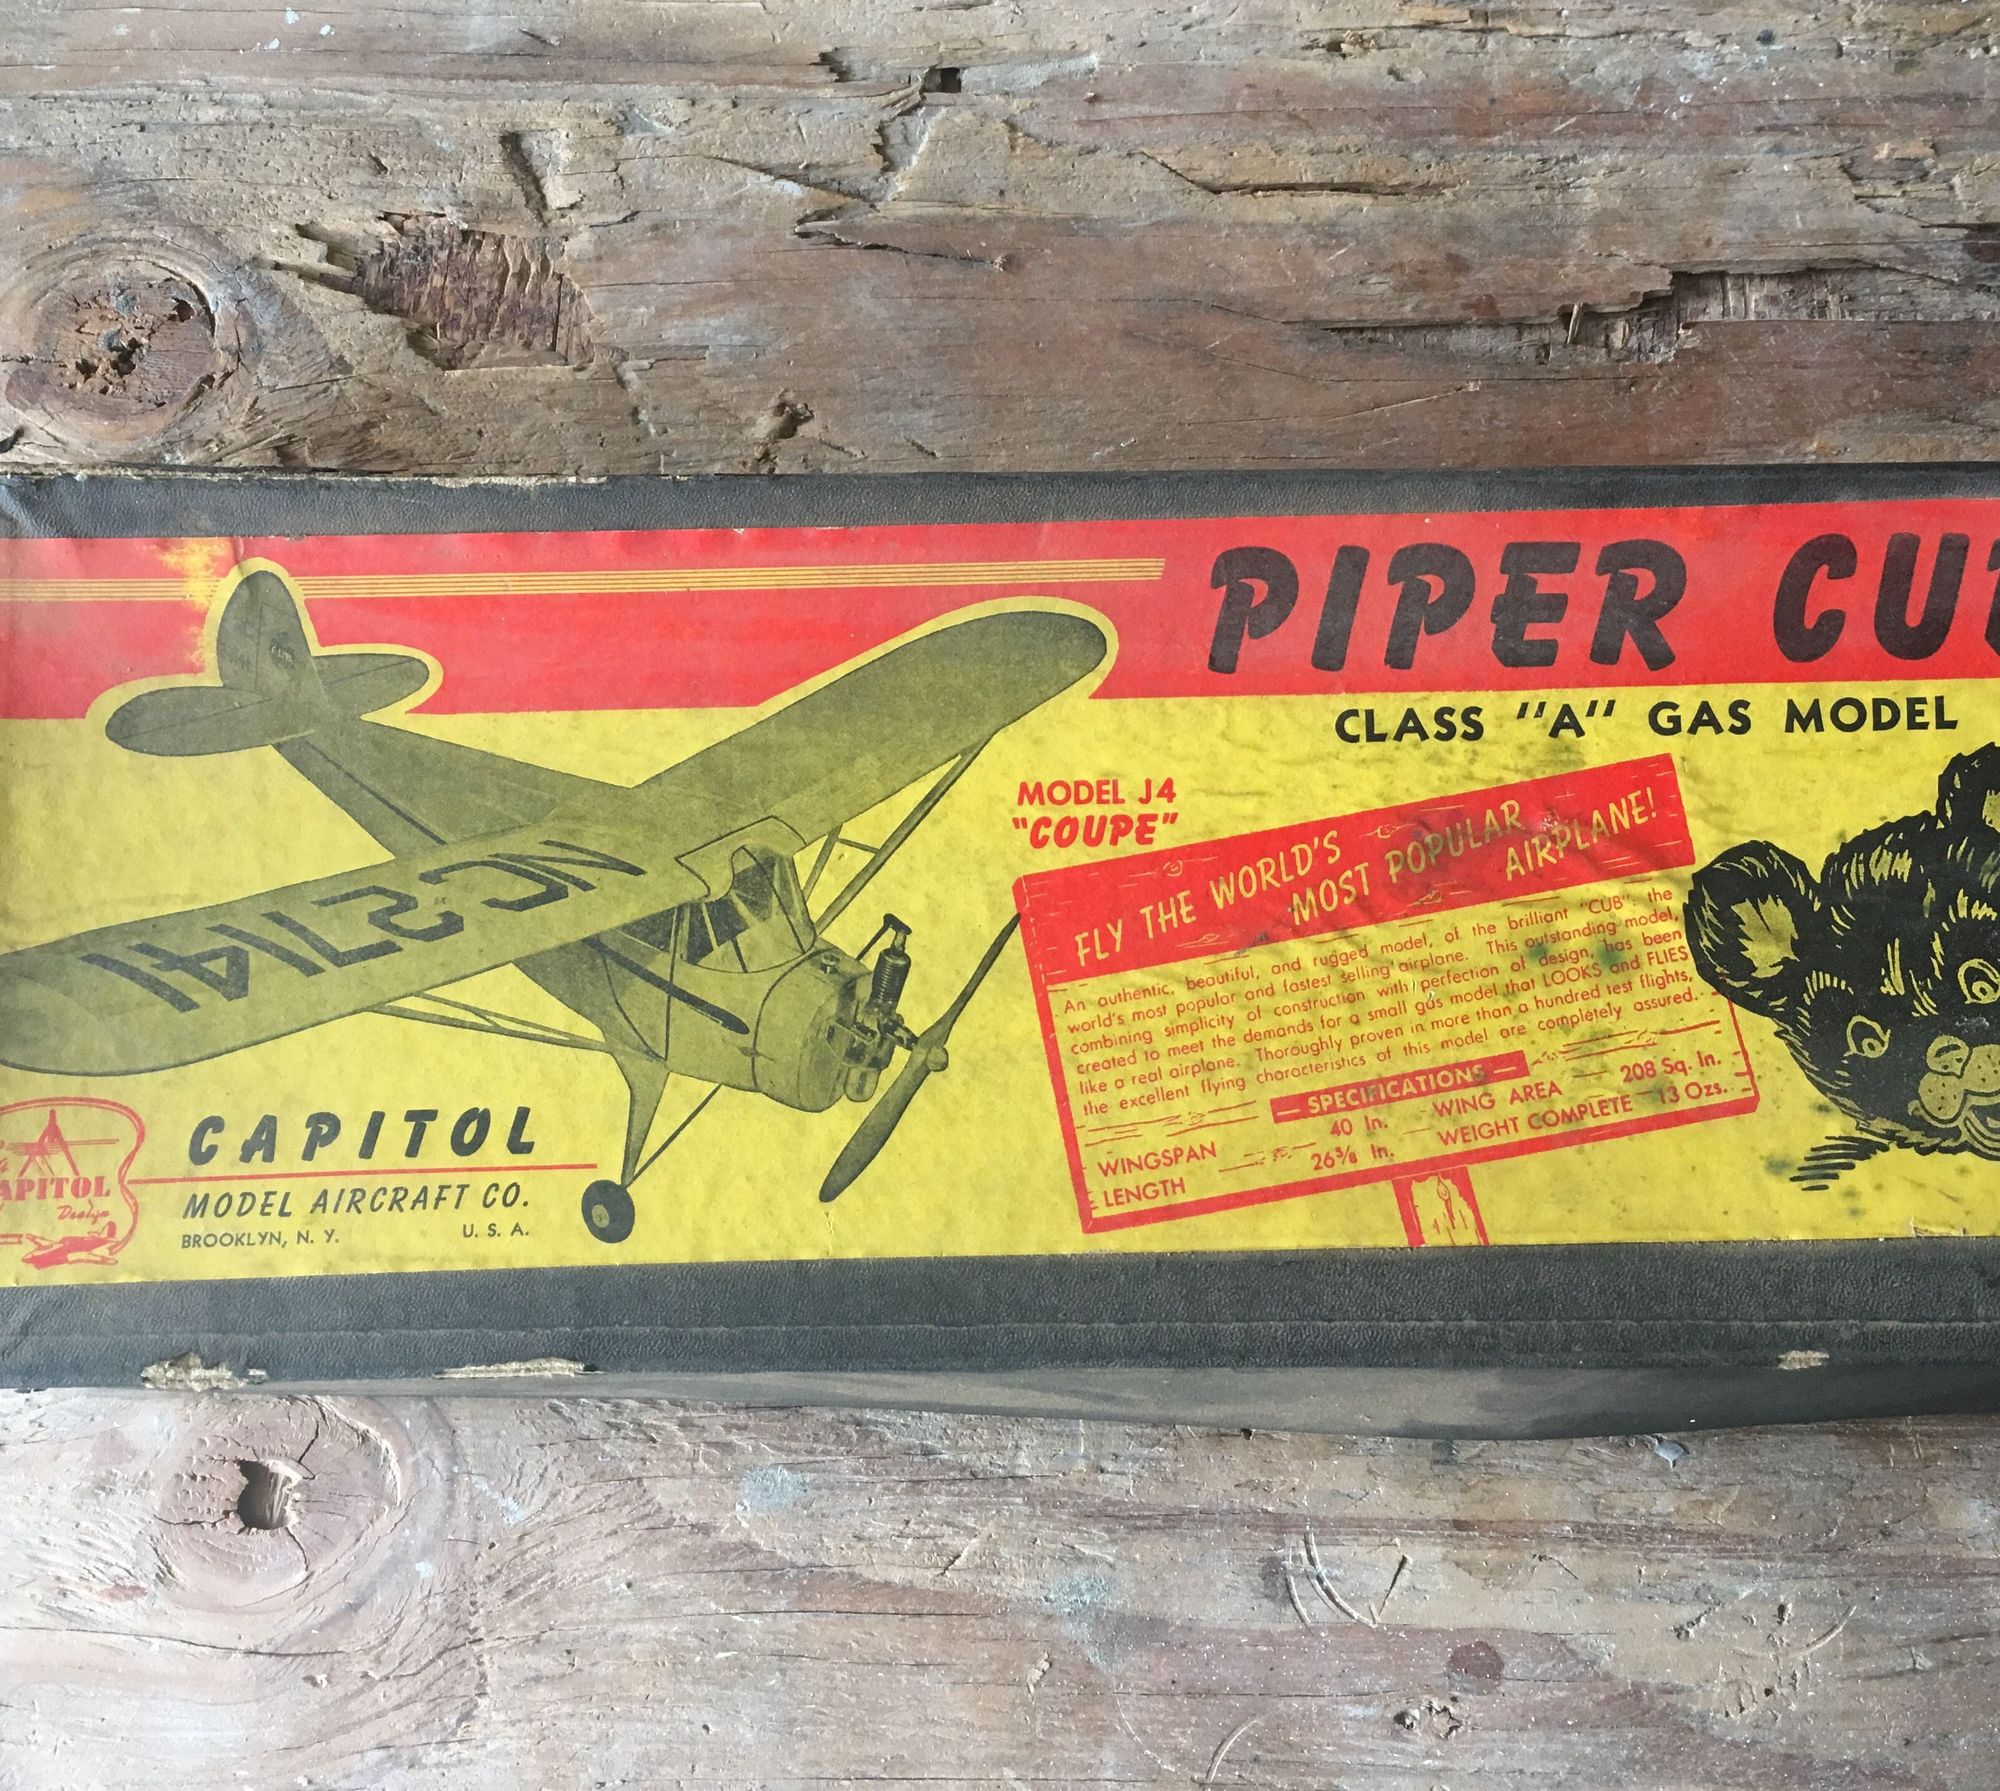 PIPER CUB
CLASS "A" GAS MODEL
MODEL J4
"COUPE"
FLY THE WORLD'S
MOST POPULAR
AIRPLANE!
An authentic, beautiful, and rugged model, of the brilliant "CUB": the
world's most popular and fastest selling airplane. This outstanding model,
combining simplicity of construction with perfection of design, has been
created to meet the demands for a small gas model that LOOKS and FLIES
like a real airplane. Thoroughly proven in more than a hundred test flights,
the excellent flying characteristics of this model are completely assured.
SPECIFICATIONS
WINGSPAN 40 In. WING AREA 208 Sq. In.
LENGTH 26⅜ In. WEIGHT COMPLETE 13 Ozs.
NC27141
CAPITOL
MODEL AIRCRAFT CO.
BROOKLYN, N. Y. U. S. A.
CAPITOL
Design